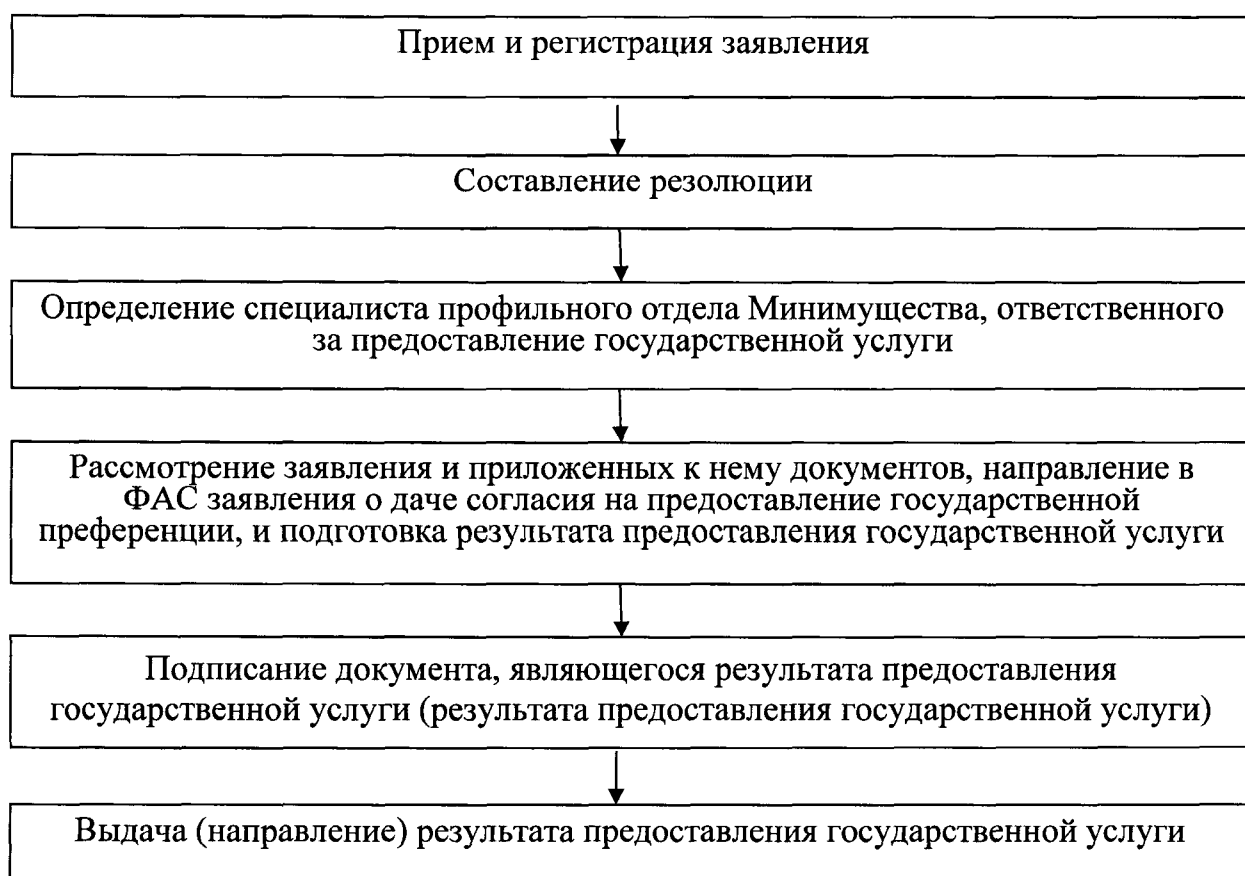 Прием и регистрация заявления
Составление резолюции
Определение специалиста профильного отдела Минимущества, ответственного
за предоставление государственной услуги
Рассмотрение заявления и приложенных к нему документов, направление в
ФАС заявления о даче согласия на предоставление государственной
преференции, и подготовка результата предоставления государственной услуги
Подписание документа, являющегося результата предоставления
государственной услуги (результата предоставления государственной услуги)
Выдача (направление) результата предоставления государственной услуги